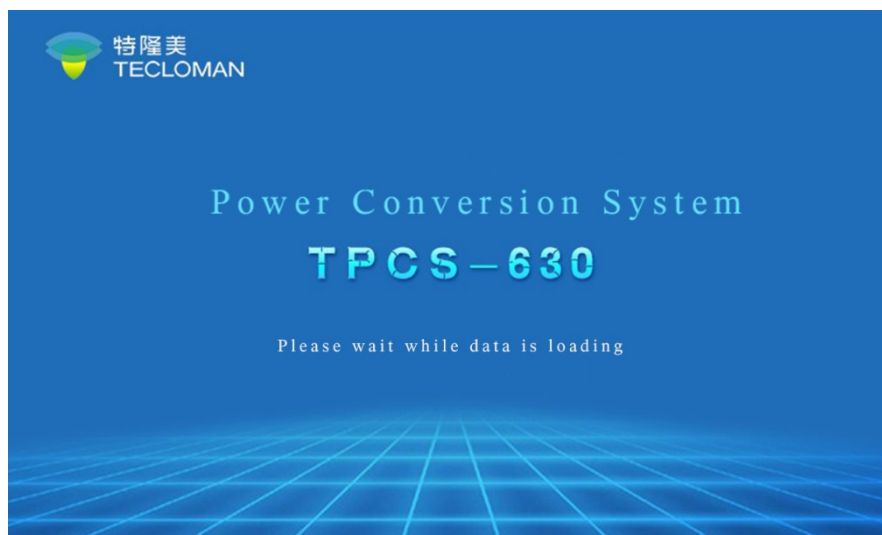 特隆美
TECLOMAN
Power Conversion System
TPCS-630
Please wait while data is loading